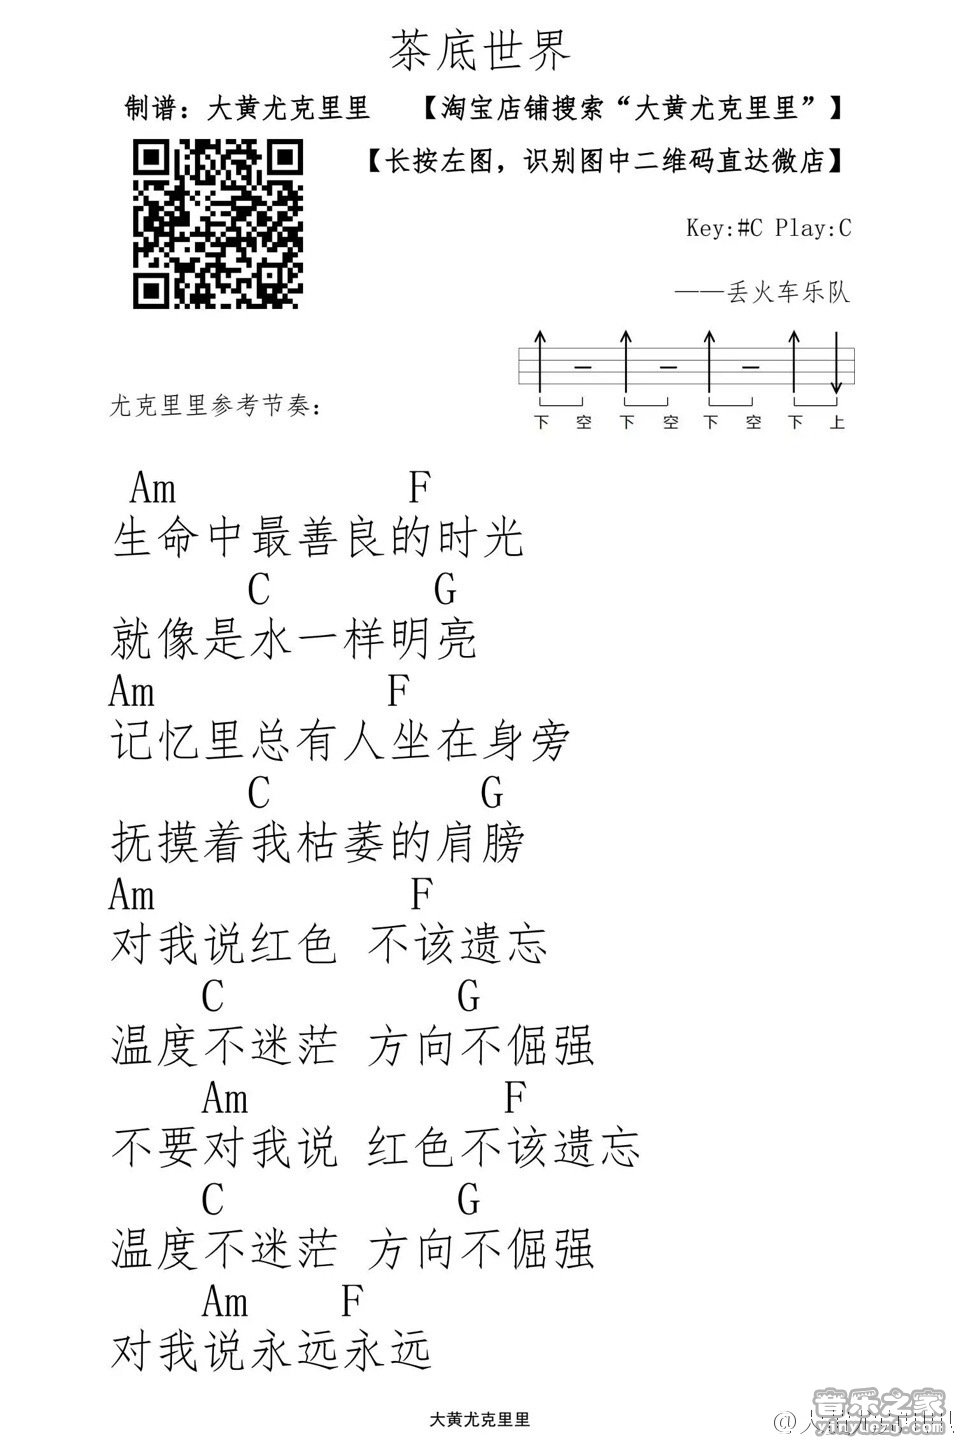 茶底世界
制谱：大黄尤克里里 【淘宝店铺搜索“大黄尤克里里”】
【长按左图，识别图中二维码直达微店】
Key:#C Play:C
——丢火车乐队
尤克里里参考节奏：
下 空 下 空 下 空 下 上
Am F
生命中最善良的时光
C G
就像是水一样明亮
Am F
记忆里总有人坐在身旁
C G
抚摸着我枯萎的肩膀
Am F
对我说红色 不该遗忘
C G
温度不迷茫 方向不倔强
Am F
不要对我说 红色不该遗忘
C G
温度不迷茫 方向不倔强
Am F
对我说永远永远
大黄尤克里里
音乐之家
yinyuezj.com